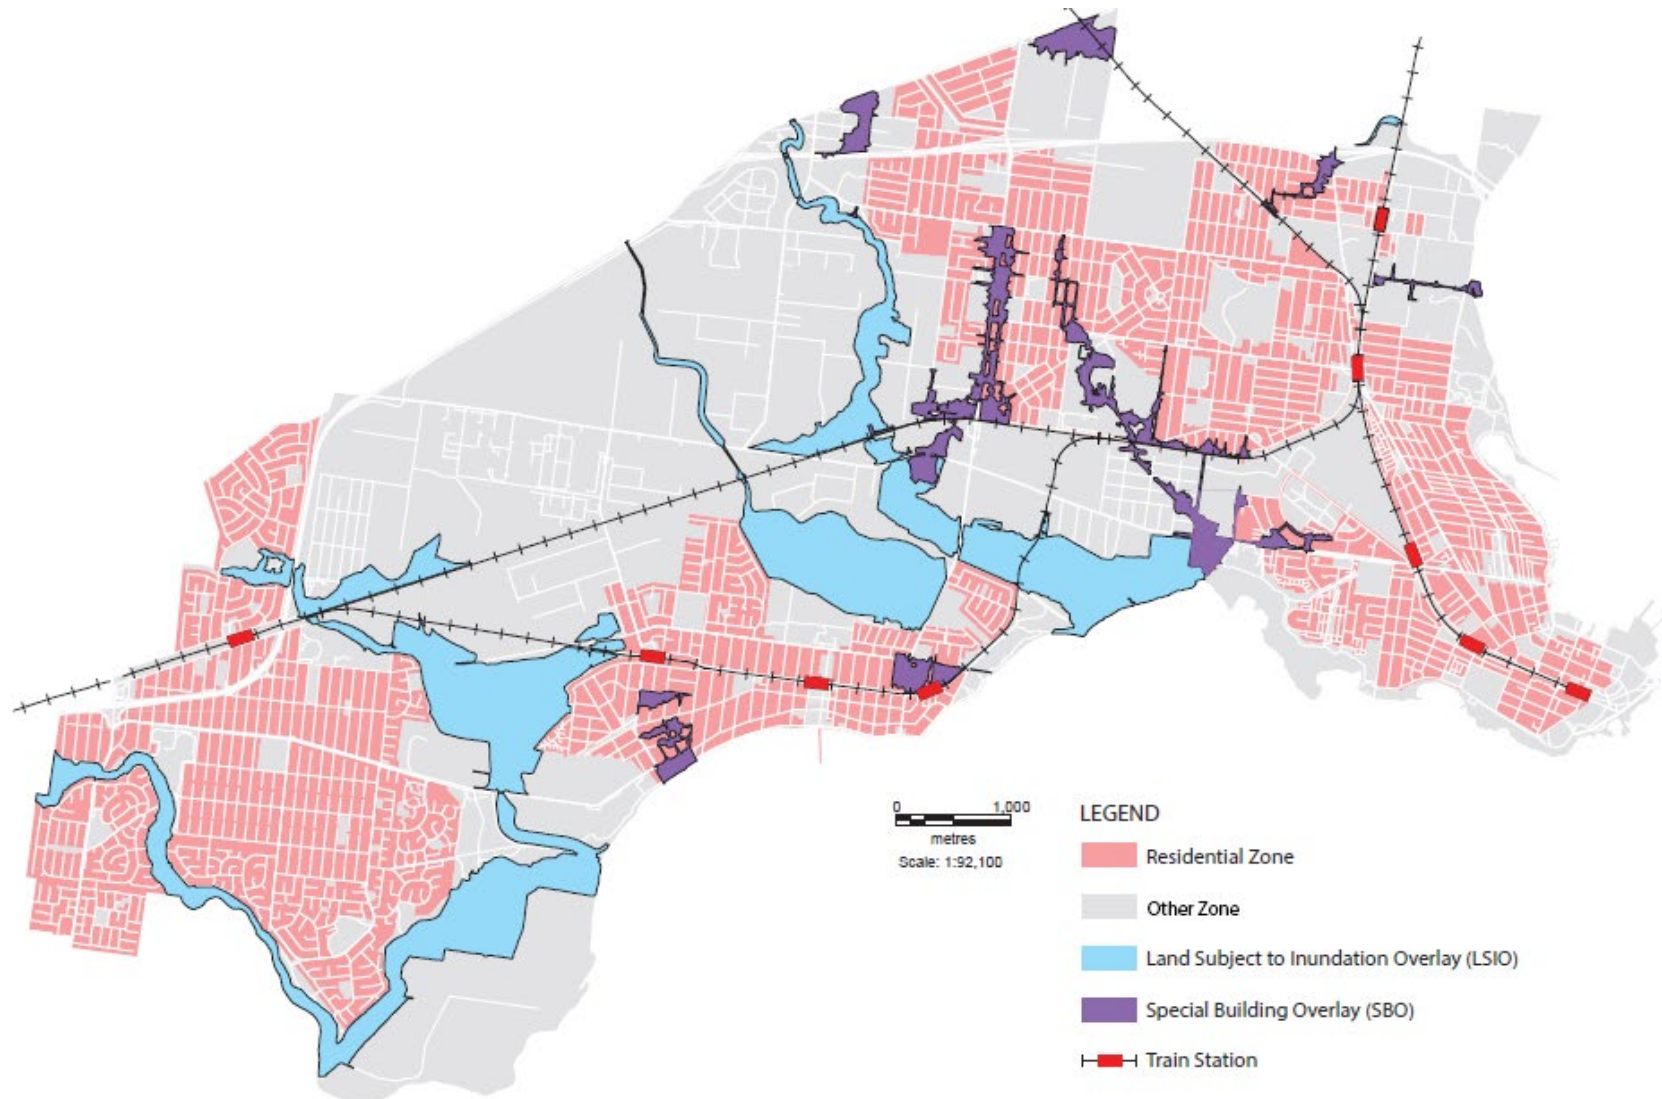 0 1,000
metres
Scale: 1:92,100
LEGEND
Residential Zone
Other Zone
Land Subject to Inundation Overlay (LSIO)
Special Building Overlay (SBO)
Train Station